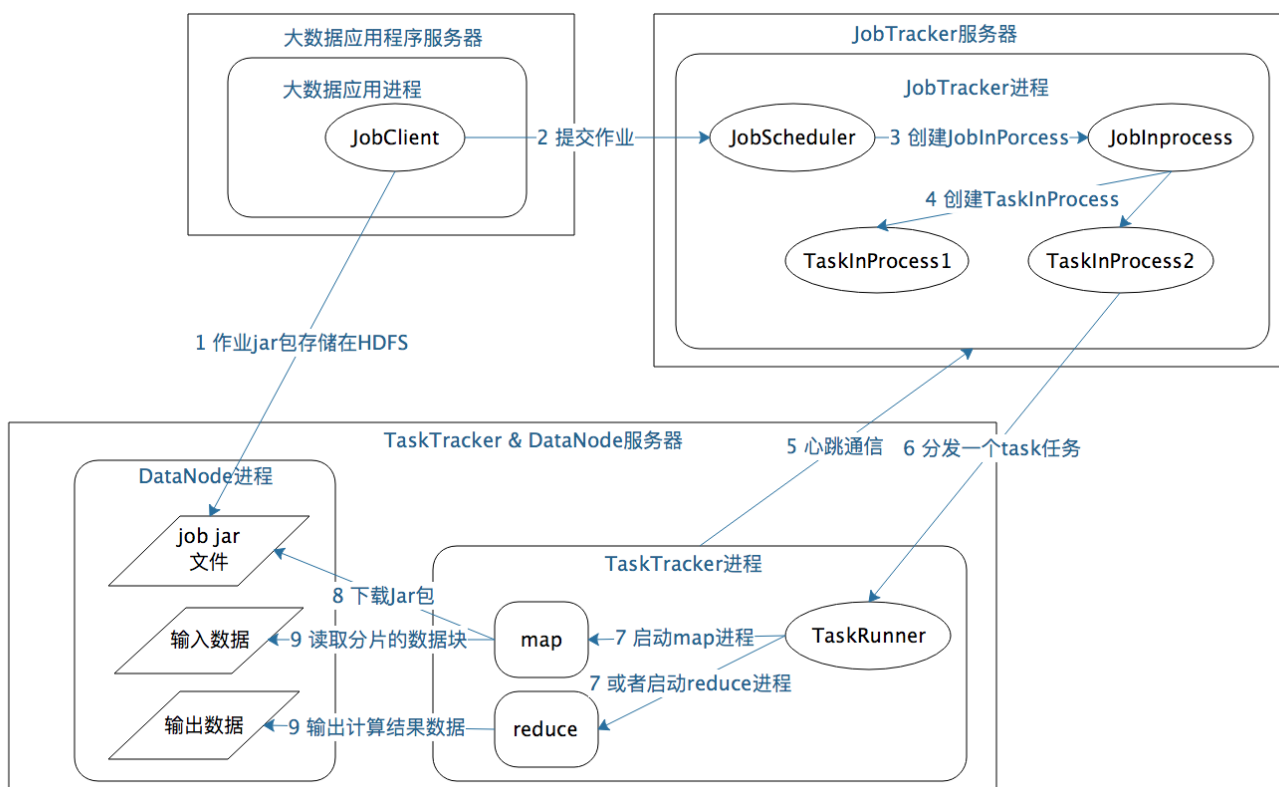 大数据应用程序服务器
大数据应用进程
JobClient
2 提交作业
JobTracker服务器
JobTracker进程
JobScheduler
3 创建JobInPorcess
JobInprocess
4 创建TaskInProcess
TaskInProcess1
TaskInProcess2
1 作业jar包存储在HDFS
5 心跳通信
6 分发一个task任务
TaskTracker & DataNode服务器
DataNode进程
job jar
文件
输入数据
输出数据
8 下载Jar包
9 读取分片的数据块
9 输出计算结果数据
TaskTracker进程
map
reduce
7 启动map进程
7 或者启动reduce进程
TaskRunner